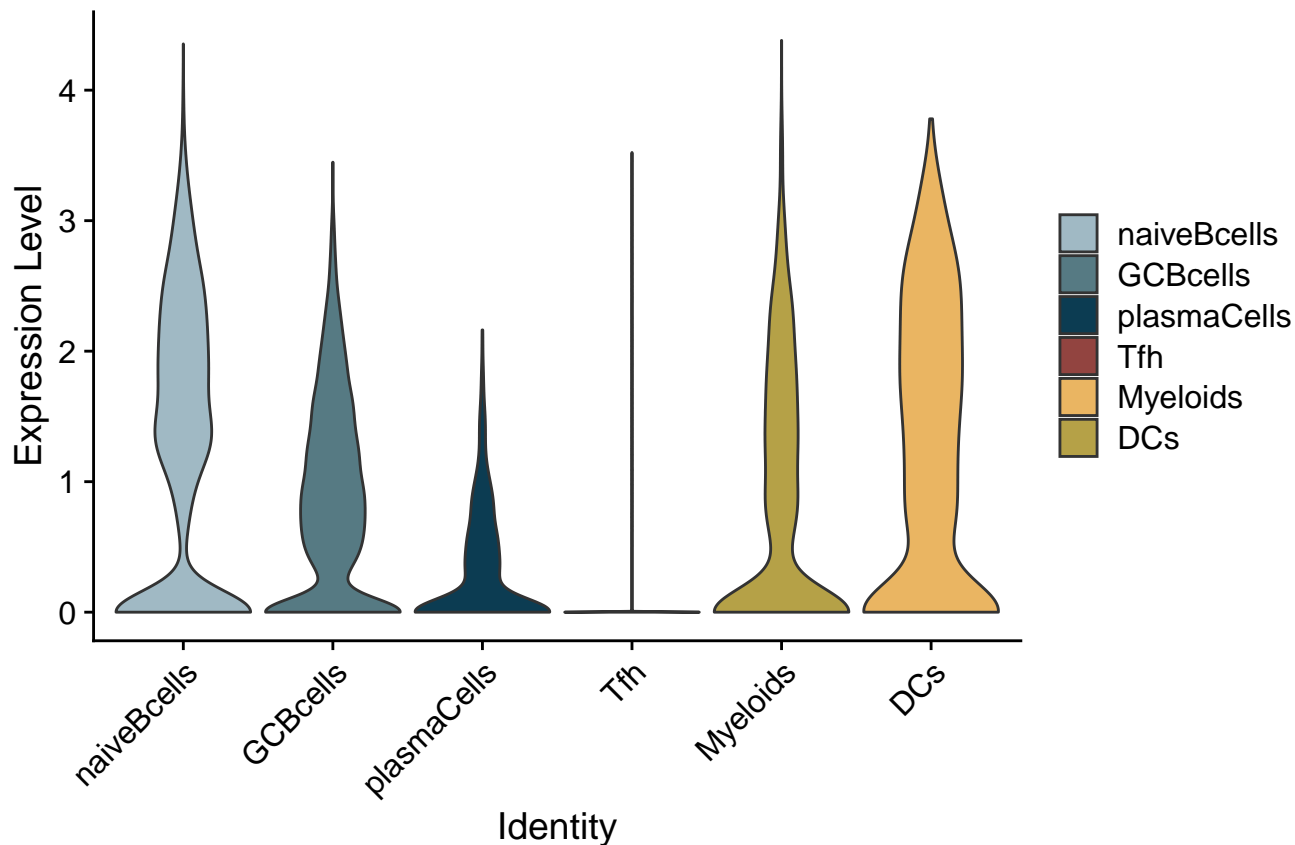 Expression Level
4
3
2
1
0
naiveBcells
GCBcells
plasmaCells
Tfh
Myeloids
DCs
Identity
naiveBcells
GCBcells
plasmaCells
Tfh
Myeloids
DCs